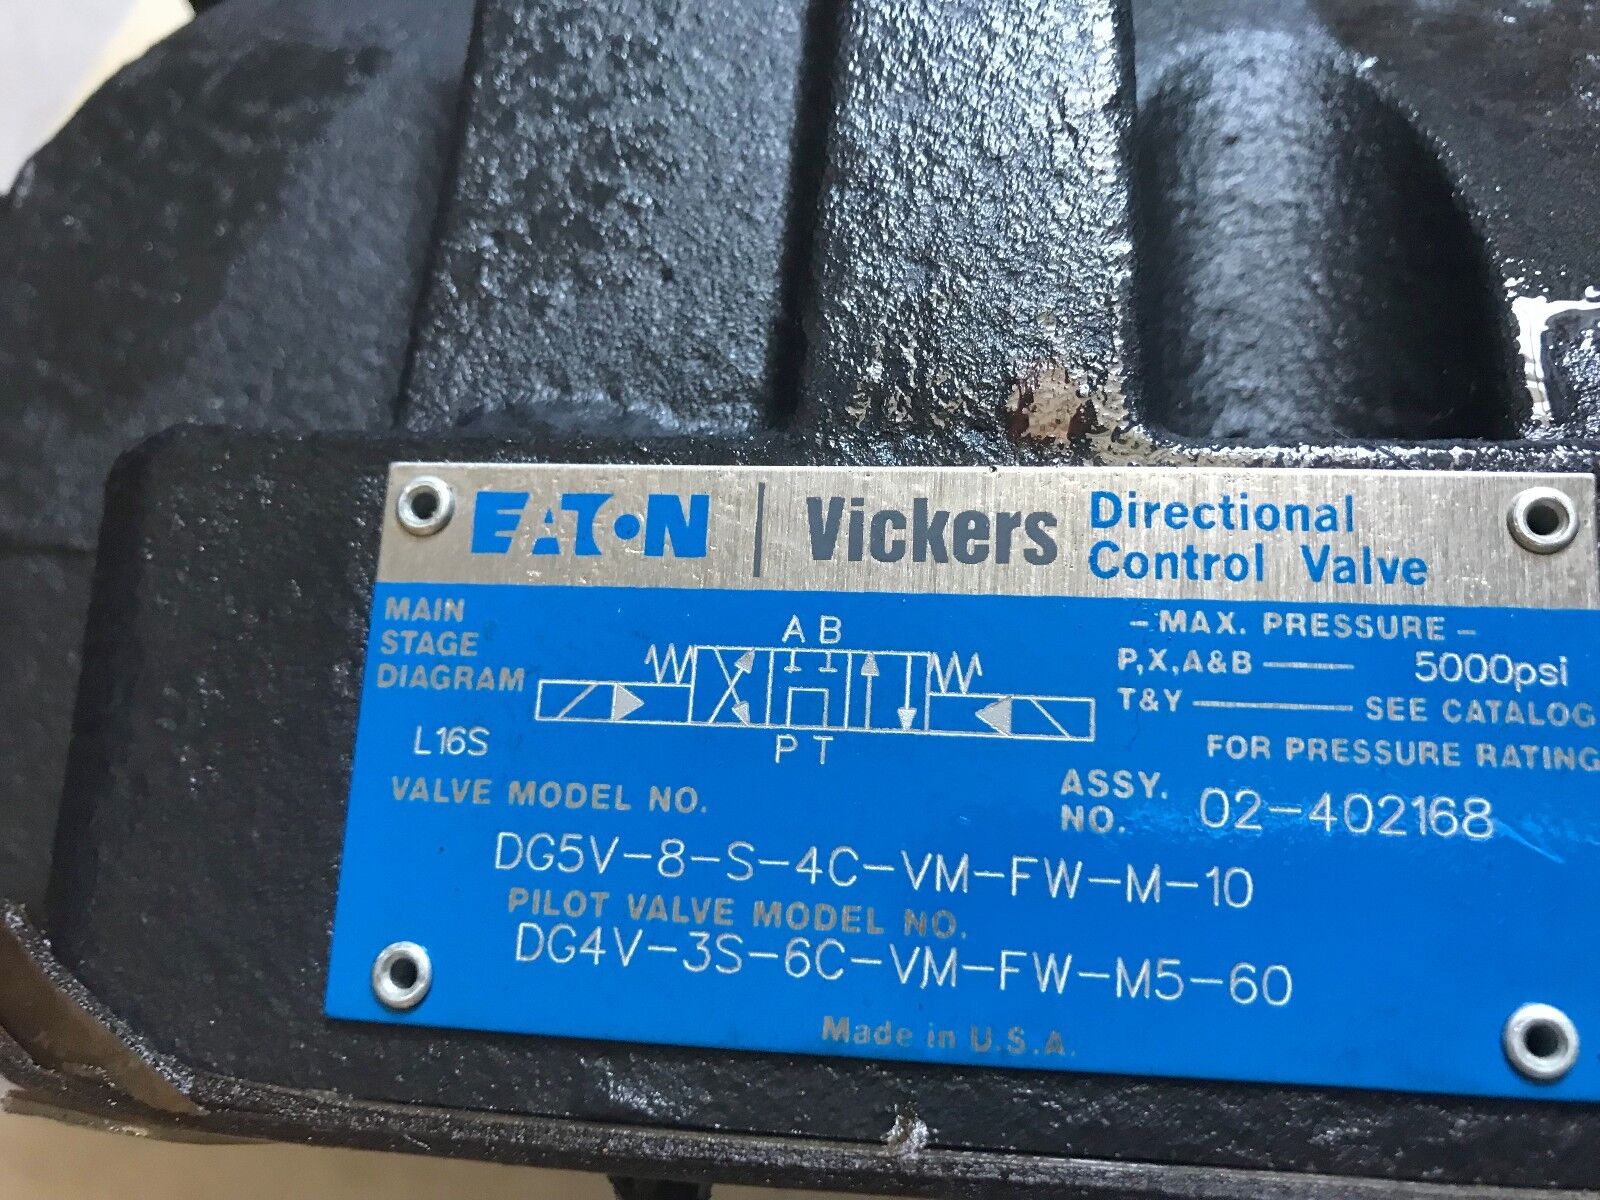 EATON | Vickers Directional
Control Valve
MAIN
STAGE
DIAGRAM
L16S
A B
P T
- MAX. PRESSURE -
P,X,A&B 5000psi
T&Y SEE CATALOG
FOR PRESSURE RATING
VALVE MODEL NO.
ASSY.
NO. 02-402168
DG5V-8-S-4C-VM-FW-M-10
PILOT VALVE MODEL NO.
DG4V-3S-6C-VM-FW-M5-60
Made in U.S.A.